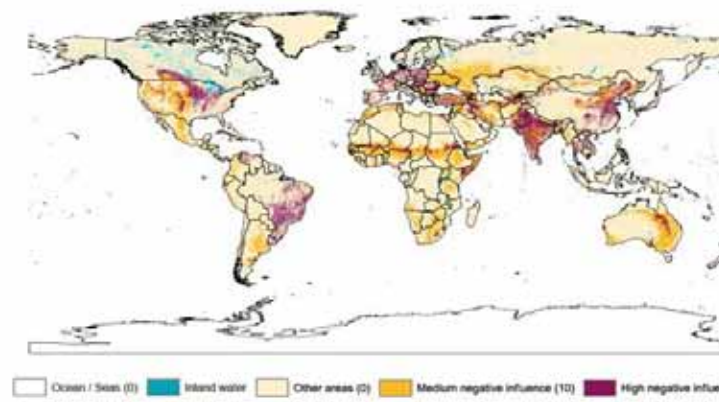 Ocean / Seas (0) Inland water Other areas (0) Medium negative influence (10) High negative influe